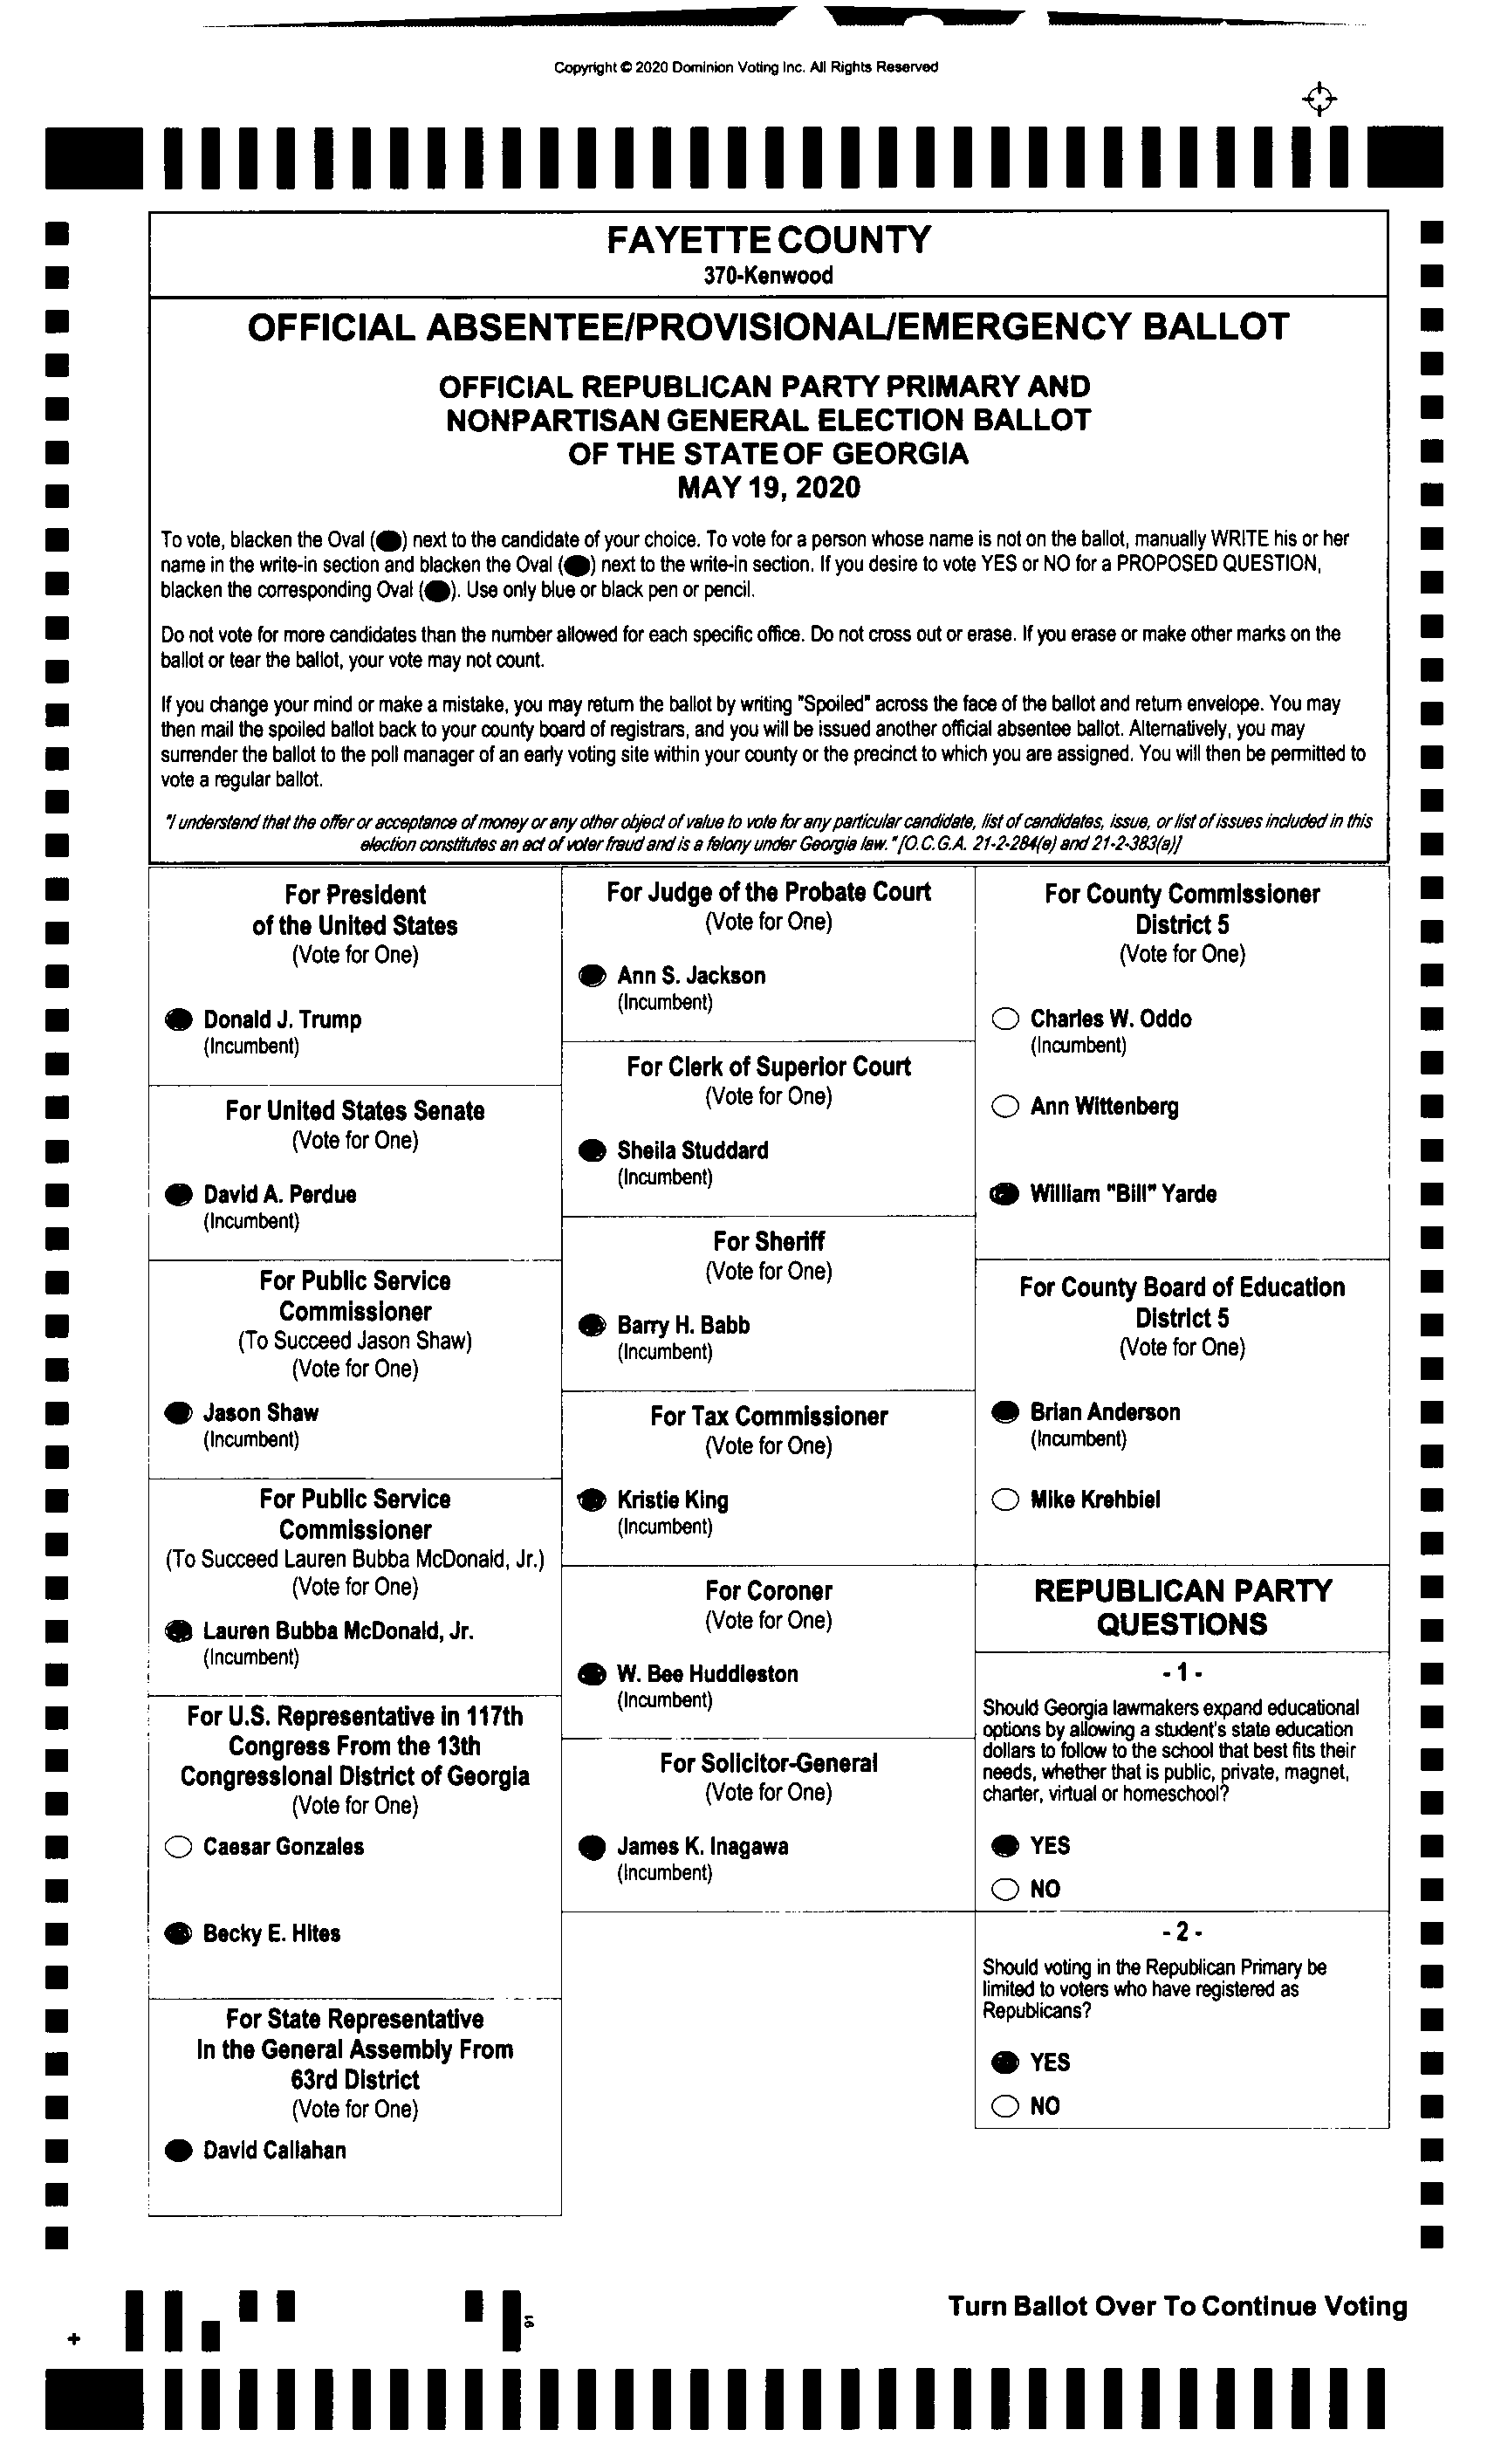 Copyright © 2020 Dominion Voting Inc. All Rights Reserved
FAYETTE COUNTY
370-Kenwood
OFFICIAL ABSENTEE/PROVISIONAL/EMERGENCY BALLOT
OFFICIAL REPUBLICAN PARTY PRIMARY AND
NONPARTISAN GENERAL ELECTION BALLOT
OF THE STATE OF GEORGIA
MAY 19, 2020
To vote, blacken the Oval ( ) next to the candidate of your choice. To vote for a person whose name is not on the ballot, manually WRITE his or her
name in the write-in section and blacken the Oval ( ) next to the write-in section. If you desire to vote YES or NO for a PROPOSED QUESTION,
blacken the corresponding Oval ( ). Use only blue or black pen or pencil.
Do not vote for more candidates than the number allowed for each specific office. Do not cross out or erase. If you erase or make other marks on the
ballot or tear the ballot, your vote may not count.
If you change your mind or make a mistake, you may return the ballot by writing "Spoiled" across the face of the ballot and return envelope. You may
then mail the spoiled ballot back to your county board of registrars, and you will be issued another official absentee ballot. Alternatively, you may
surrender the ballot to the poll manager of an early voting site within your county or the precinct to which you are assigned. You will then be permitted to
vote a regular ballot.
"I understand that the offer or acceptance of money or any other object of value to vote for any particular candidate, list of candidates, issue, or list of issues included in this
election constitutes an act of voter fraud and is a felony under Georgia law." [O.C.G.A. 21-2-284(e) and 21-2-383(a)]
For President
of the United States
(Vote for One)
Donald J. Trump
(Incumbent)
For United States Senate
(Vote for One)
David A. Perdue
(Incumbent)
For Public Service
Commissioner
(To Succeed Jason Shaw)
(Vote for One)
Jason Shaw
(Incumbent)
For Public Service
Commissioner
(To Succeed Lauren Bubba McDonald, Jr.)
(Vote for One)
Lauren Bubba McDonald, Jr.
(Incumbent)
For U.S. Representative in 117th
Congress From the 13th
Congressional District of Georgia
(Vote for One)
Caesar Gonzales
Becky E. Hites
For State Representative
In the General Assembly From
63rd District
(Vote for One)
David Callahan
For Judge of the Probate Court
(Vote for One)
Ann S. Jackson
(Incumbent)
For Clerk of Superior Court
(Vote for One)
Sheila Studdard
(Incumbent)
For Sheriff
(Vote for One)
Barry H. Babb
(Incumbent)
For Tax Commissioner
(Vote for One)
Kristie King
(Incumbent)
For Coroner
(Vote for One)
W. Bee Huddleston
(Incumbent)
For Solicitor-General
(Vote for One)
James K. Inagawa
(Incumbent)
For County Commissioner
District 5
(Vote for One)
Charles W. Oddo
(Incumbent)
Ann Wittenberg
William "Bill" Yarde
For County Board of Education
District 5
(Vote for One)
Brian Anderson
(Incumbent)
Mike Krehbiel
REPUBLICAN PARTY
QUESTIONS
- 1 -
Should Georgia lawmakers expand educational
options by allowing a student's state education
dollars to follow to the school that best fits their
needs, whether that is public, private, magnet,
charter, virtual or homeschool?
YES
NO
- 2 -
Should voting in the Republican Primary be
limited to voters who have registered as
Republicans?
YES
NO
Turn Ballot Over To Continue Voting